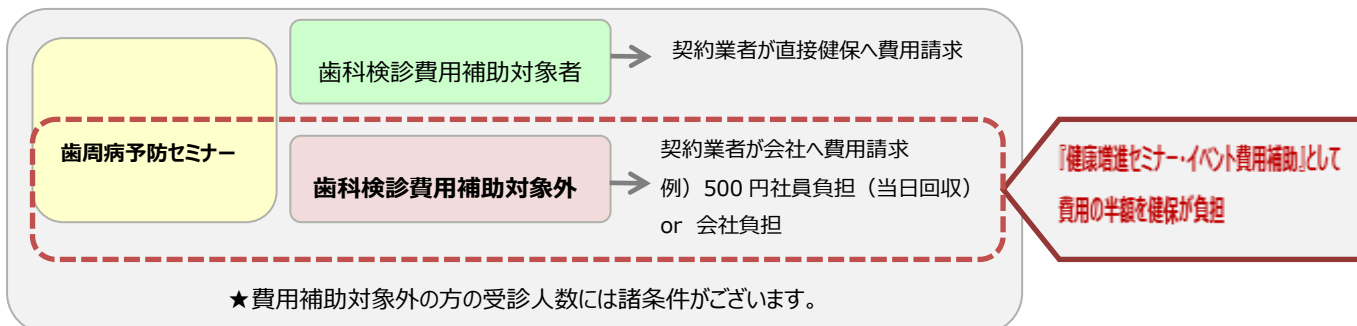 歯科検診費用補助対象者
契約業者が直接健保へ費用請求
歯周病予防セミナー
歯科検診費用補助対象外
契約業者が会社へ費用請求
例）500 円社員負担（当日回収）
or 会社負担
『健康増進セミナー・イベント費用補助』として
費用の半額を健保が負担
★費用補助対象外の方の受診人数には諸条件がございます。